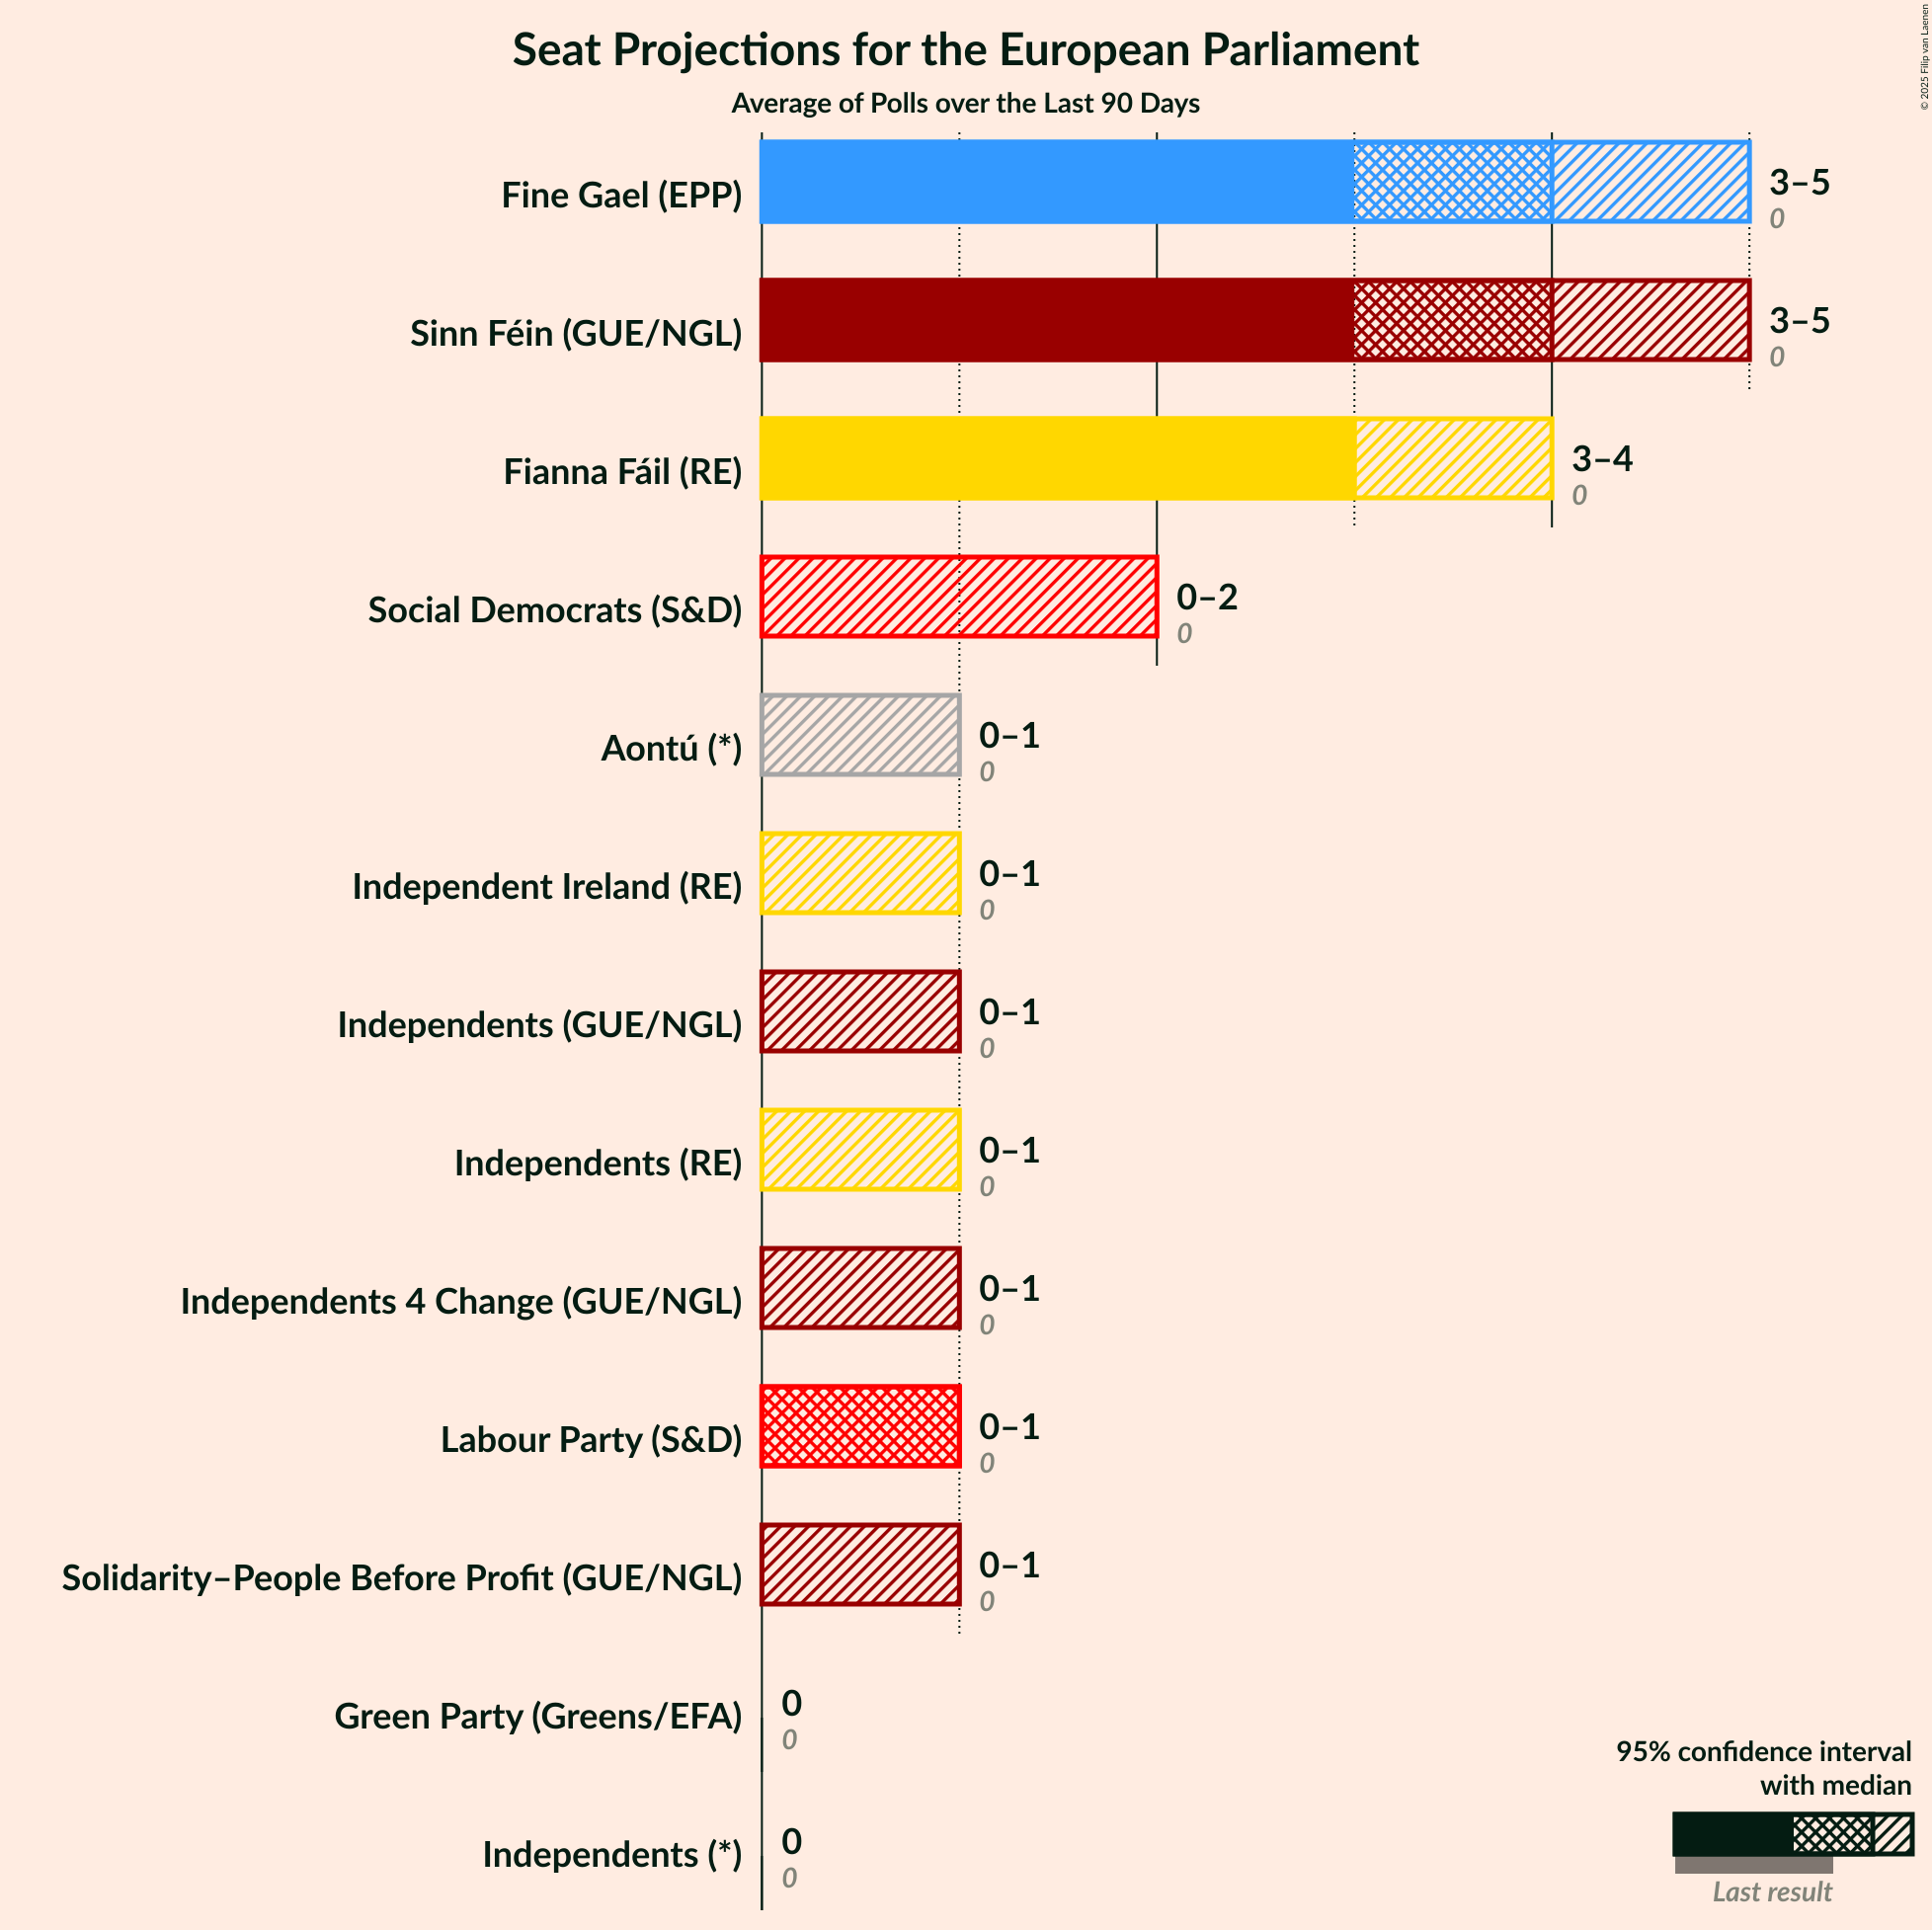 Seat Projections for the European Parliament
Average of Polls over the Last 90 Days
© 2025 Filip van Laenen
Fine Gael (EPP)
3–5
0
Sinn Féin (GUE/NGL)
3–5
0
Fianna Fáil (RE)
3–4
0
Social Democrats (S&D)
0–2
0
Aontú (*)
0–1
0
Independent Ireland (RE)
0–1
0
Independents (GUE/NGL)
0–1
0
Independents (RE)
0–1
0
Independents 4 Change (GUE/NGL)
0–1
0
Labour Party (S&D)
0–1
0
Solidarity–People Before Profit (GUE/NGL)
0–1
0
Green Party (Greens/EFA)
0
0
Independents (*)
0
0
95% confidence interval
with median
Last result